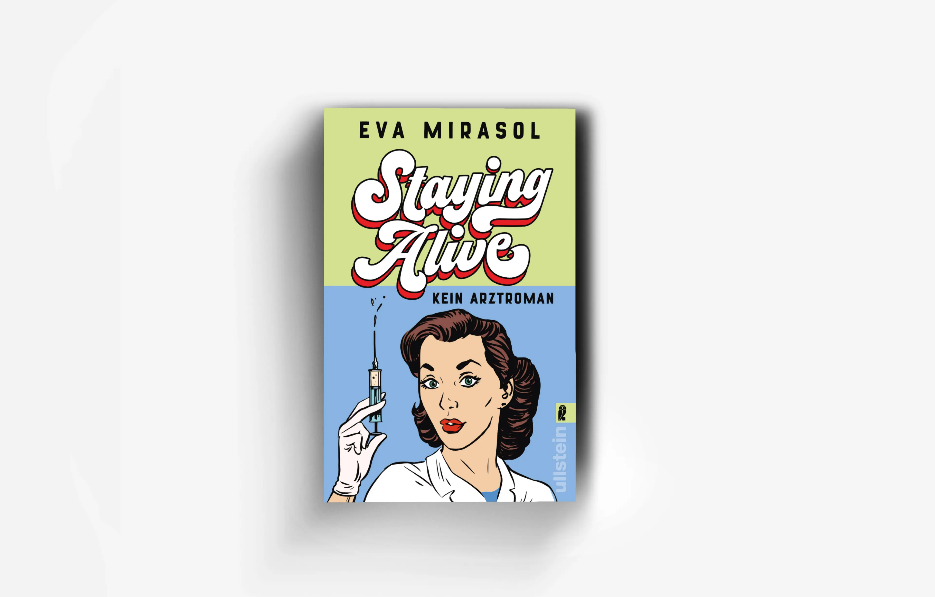 EVA MIRASOL
Staying
Alive
KEIN ARZTROMAN
ullstein